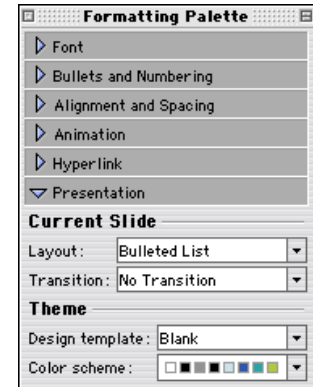 Formatting Palette
Font
Bullets and Numbering
Alignment and Spacing
Animation
Hyperlink
Presentation
Current Slide
Layout: Bulleted List
Transition: No Transition
Theme
Design template: Blank
Color scheme: